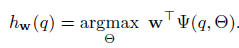 h_w(q) = argmax_Θ w^⊤Ψ(q, Θ).